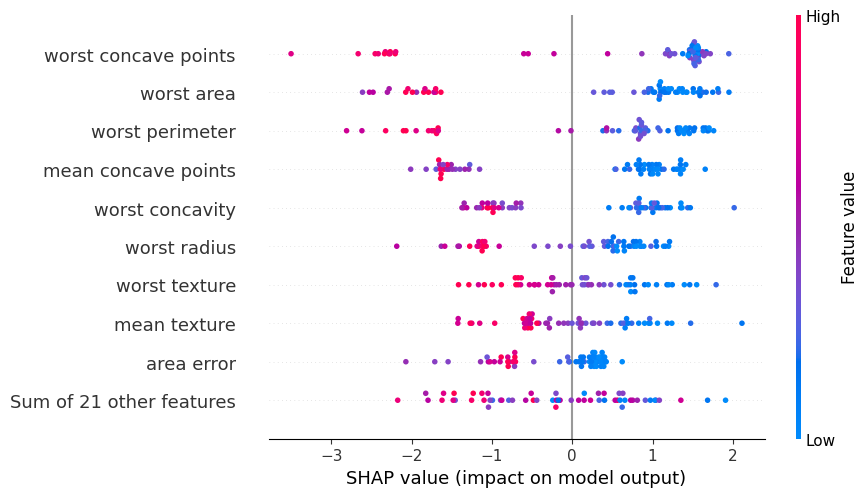 High
worst concave points
worst area
worst perimeter
mean concave points
worst concavity
worst radius
worst texture
mean texture
area error
Sum of 21 other features
Feature value
Low
−3 −2 −1 0 1 2
SHAP value (impact on model output)